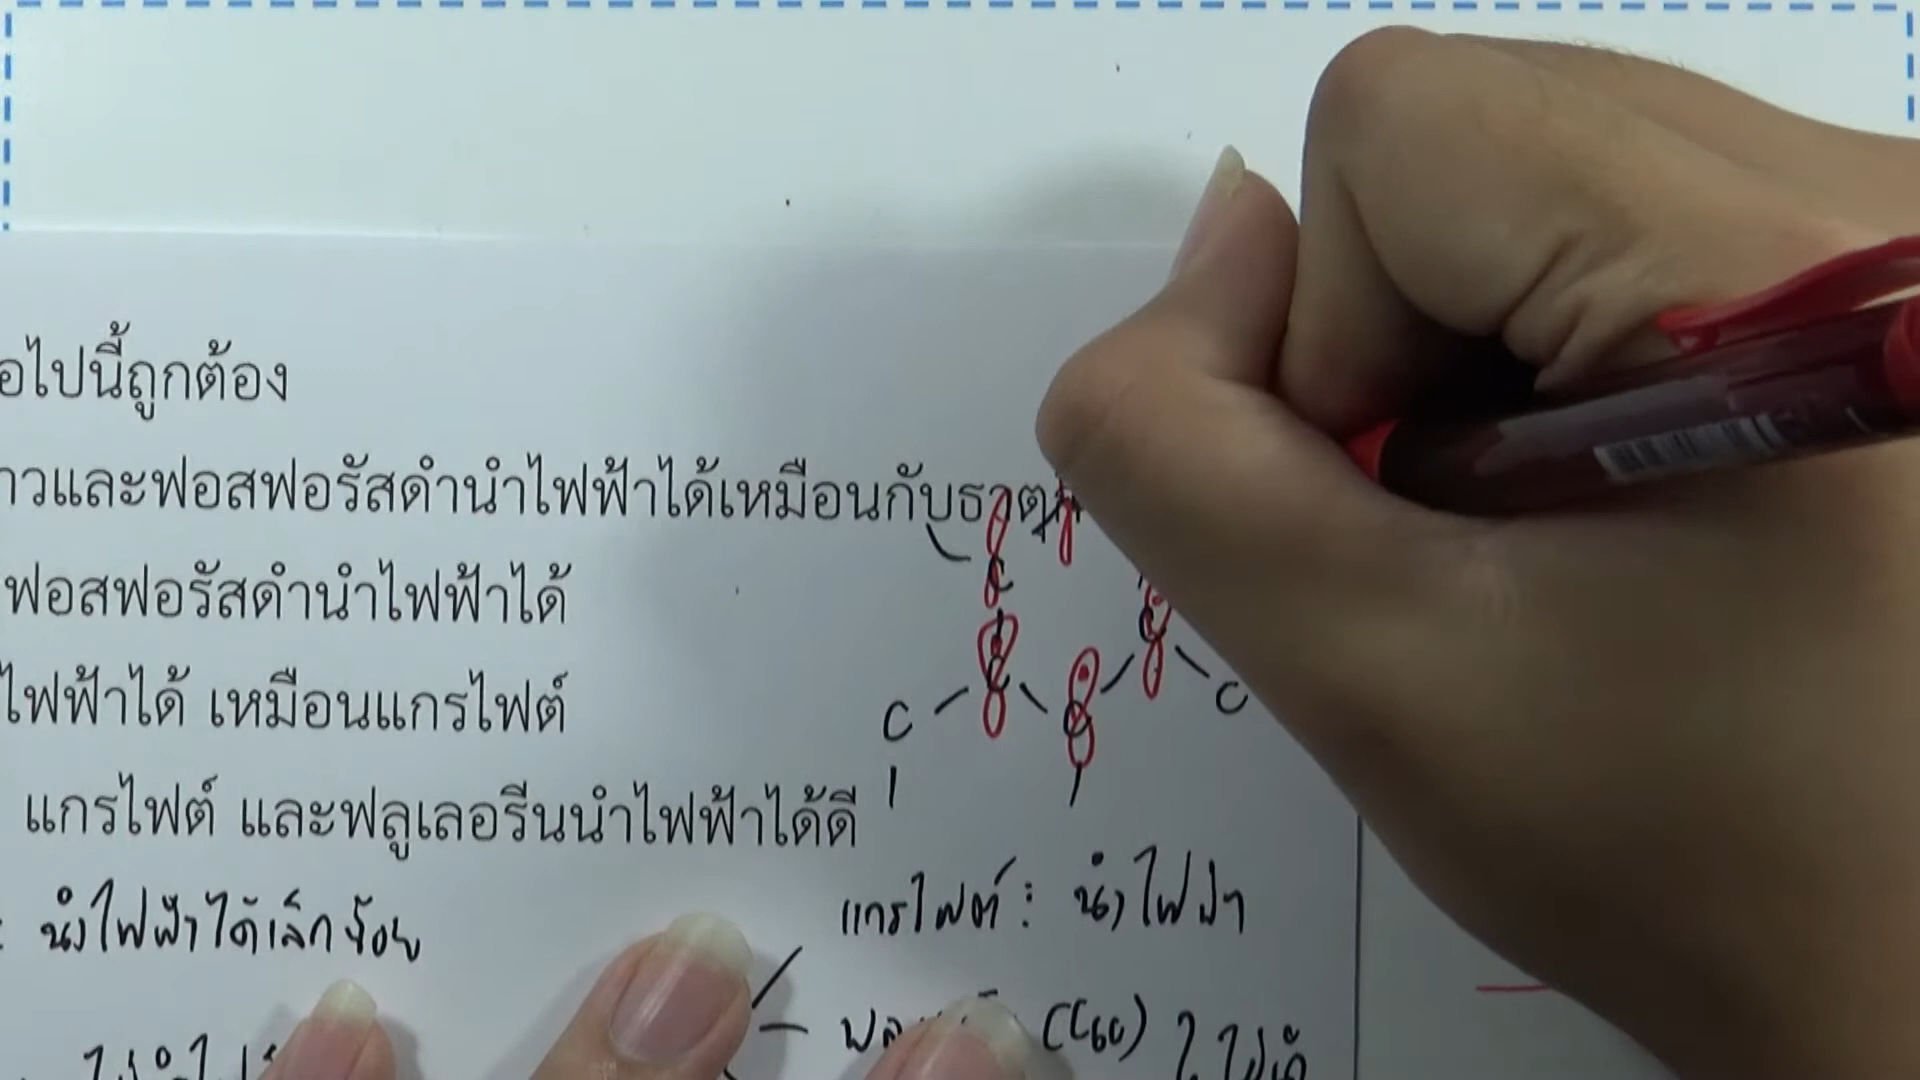 อไปนี้ถูกต้อง
าวและฟอสฟอรัสดำนำไฟฟ้าได้เหมือนกับธาตุ
ฟอสฟอรัสดำนำไฟฟ้าได้
C
C
C
ไฟฟ้าได้ เหมือนแกรไฟต์
C
C
C
แกรไฟต์ และฟลูเลอรีนนำไฟฟ้าได้ดี
แกรไฟต์ : นำไฟฟ้า
: นำไฟฟ้าได้เล็กน้อย
(C60)